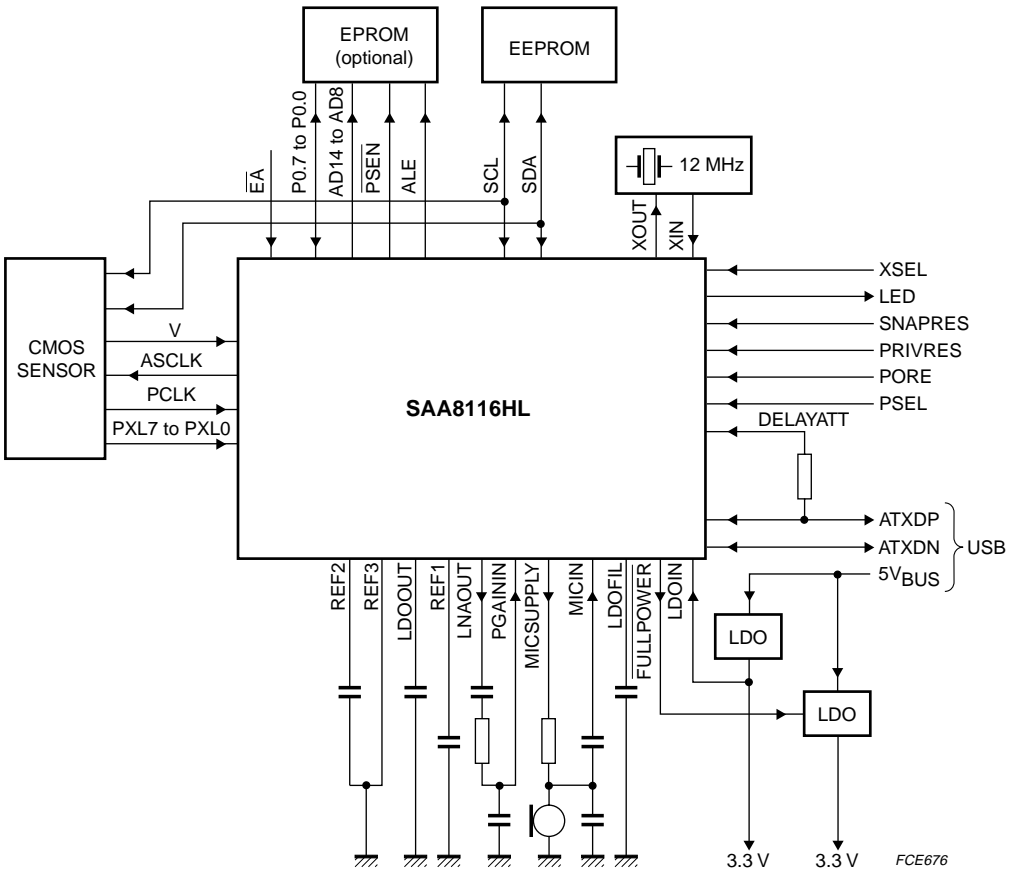 EPROM
(optional)
EEPROM
EA
P0.7 to P0.0
AD14 to AD8
PSEN
ALE
SCL
SDA
12 MHz
XOUT
XIN
CMOS
SENSOR
V
ASCLK
PCLK
PXL7 to PXL0
SAA8116HL
XSEL
LED
SNAPRES
PRIVRES
PORE
PSEL
DELAYATT
ATXDP
ATXDN
USB
5VBUS
REF2
REF3
LDOOUT
REF1
LNAOUT
PGAININ
MICSUPPLY
MICIN
LDOFIL
FULLPOWER
LDOIN
LDO
LDO
3.3 V
3.3 V
FCE676